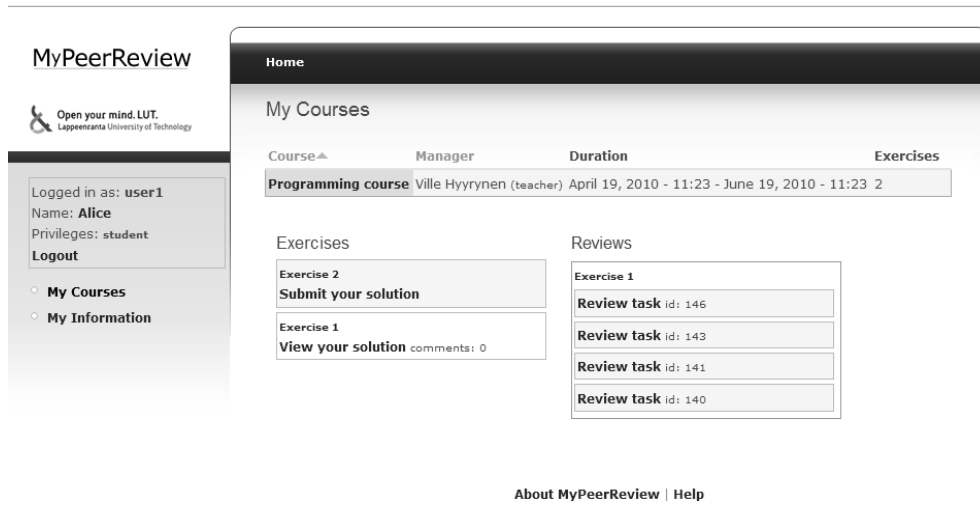 MyPeerReview
Open your mind. LUT.
Lappeenranta University of Technology
Logged in as: user1
Name: Alice
Privileges: student
Logout
My Courses
My Information
Home
My Courses
Course Manager Duration Exercises
Programming course Ville Hyyrynen (teacher) April 19, 2010 - 11:23 - June 19, 2010 - 11:23 2
Exercises
Exercise 2
Submit your solution
Exercise 1
View your solution comments: 0
Reviews
Exercise 1
Review task id: 146
Review task id: 143
Review task id: 141
Review task id: 140
About MyPeerReview | Help